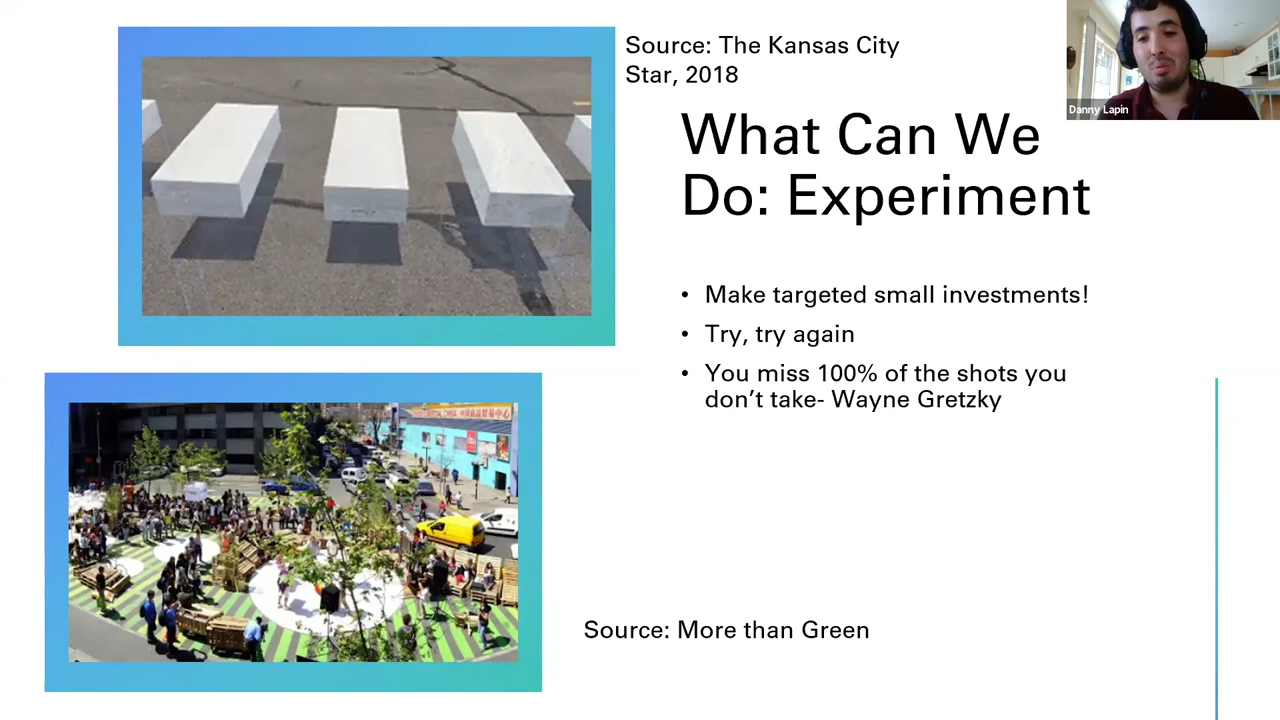 Source: The Kansas City
Star, 2018
Danny Lapin
What Can We
Do: Experiment
• Make targeted small investments!
• Try, try again
• You miss 100% of the shots you
don’t take- Wayne Gretzky
Source: More than Green